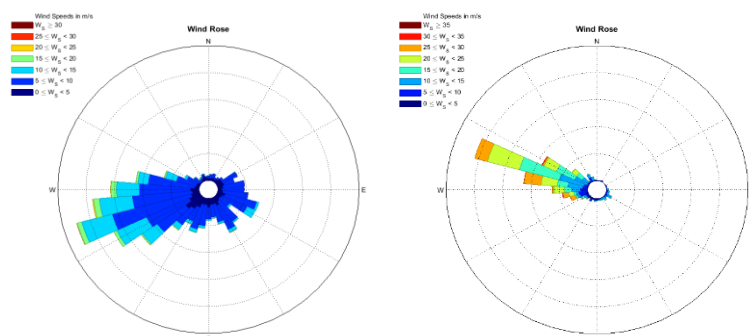 Wind Speeds in m/s
W_S ≥ 30
25 ≤ W_S < 30
20 ≤ W_S < 25
15 ≤ W_S < 20
10 ≤ W_S < 15
5 ≤ W_S < 10
0 ≤ W_S < 5
Wind Rose
N
W
E
S
Wind Speeds in m/s
W_S ≥ 35
30 ≤ W_S < 35
25 ≤ W_S < 30
20 ≤ W_S < 25
15 ≤ W_S < 20
10 ≤ W_S < 15
5 ≤ W_S < 10
0 ≤ W_S < 5
Wind Rose
N
W
S